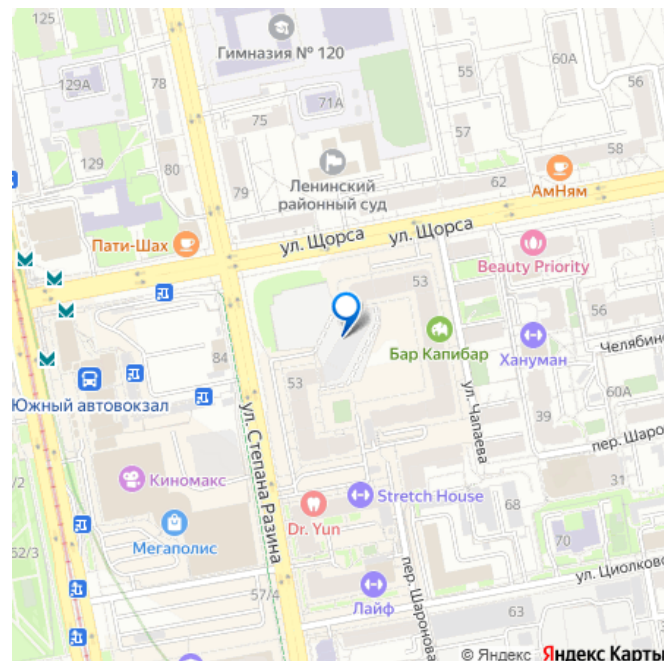 Гимназия № 120
129А
78
55
60А
56
71А
75
57
129
80
58
Ленинский
районный суд
79
62
АмНям
ул. Щорса
ул. Щорса
Пати-Шах
Beauty Priority
53
56
Бар Капибар
Хануман
Челябинс
84
Южный автовокзал
53
60А
ул. Степана Разина
ул. Чапаева
39
пер. Шаро
31
Киномакс
Stretch House
Dr. Yun
68
Мегаполис
70
62/3
ул. Циолково
57/4
Лайф
пер. Шаронова
63
© Яндекс Яндекс Карты